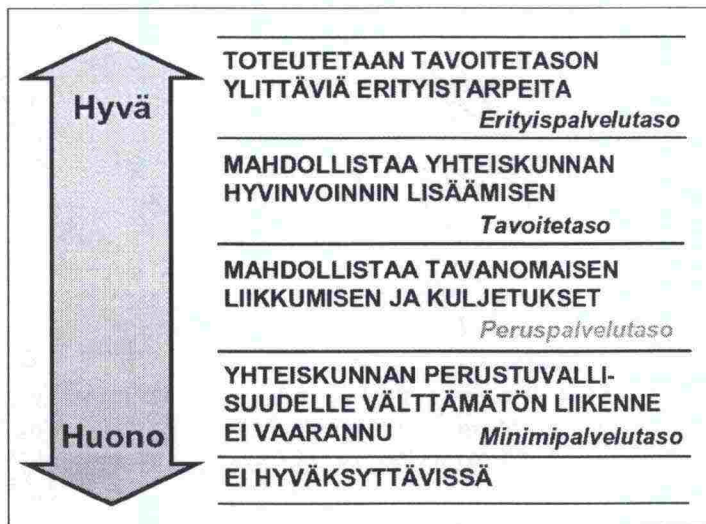 Hyvä
TOTEUTETAAN TAVOITETASON
YLITTÄVIÄ ERITYISTARPEITA
Erityispalvelutaso
MAHDOLLISTAA YHTEISKUNNAN
HYVINVOINNIN LISÄÄMISEN
Tavoitetaso
MAHDOLLISTAA TAVANOMAISEN
LIIKKUMISEN JA KULJETUKSET
Peruspalvelutaso
YHTEISKUNNAN PERUSTUVALLI-
SUUDELLE VÄLTTÄMÄTÖN LIIKENNE
EI VAARANNU Minimipalvelutaso
Huono
EI HYVÄKSYTTÄVISSÄ